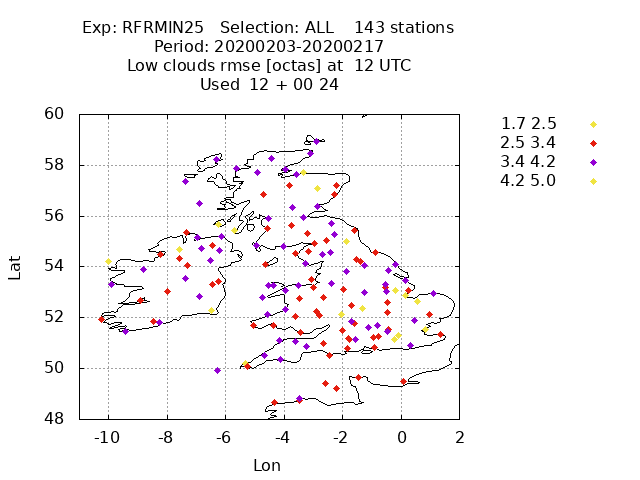 Exp: RFRMIN25 Selection: ALL 143 stations
Period: 20200203-20200217
Low clouds rmse [octas] at 12 UTC
Used 12 + 00 24
1.7 2.5
2.5 3.4
3.4 4.2
4.2 5.0
60
58
56
54
52
50
48
Lat
-10 -8 -6 -4 -2 0 2
Lon